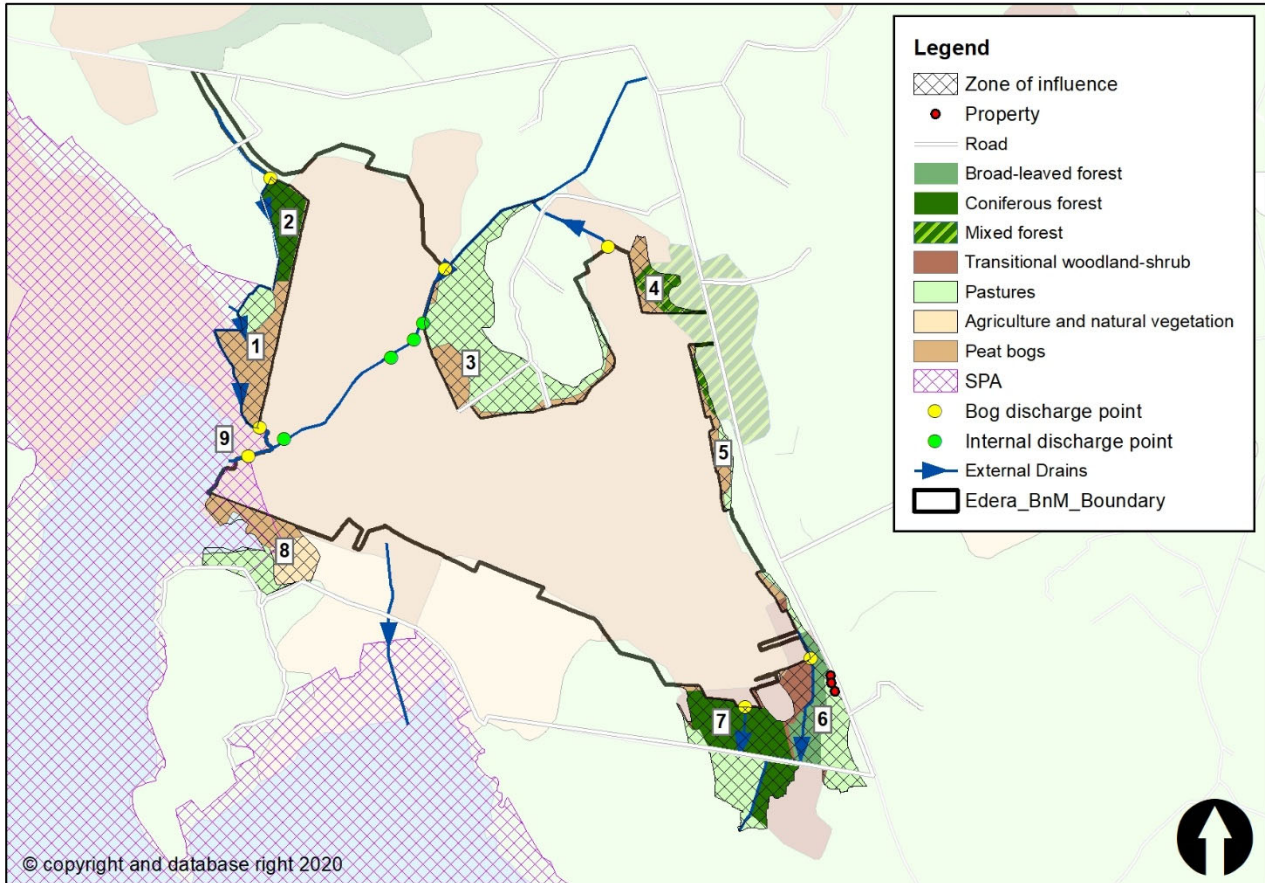 Legend
Zone of influence
Property
Road
Broad-leaved forest
Coniferous forest
Mixed forest
Transitional woodland-shrub
Pastures
Agriculture and natural vegetation
Peat bogs
SPA
Bog discharge point
Internal discharge point
External Drains
Edera_BnM_Boundary
2
4
1
3
9
5
8
7
6
© copyright and database right 2020